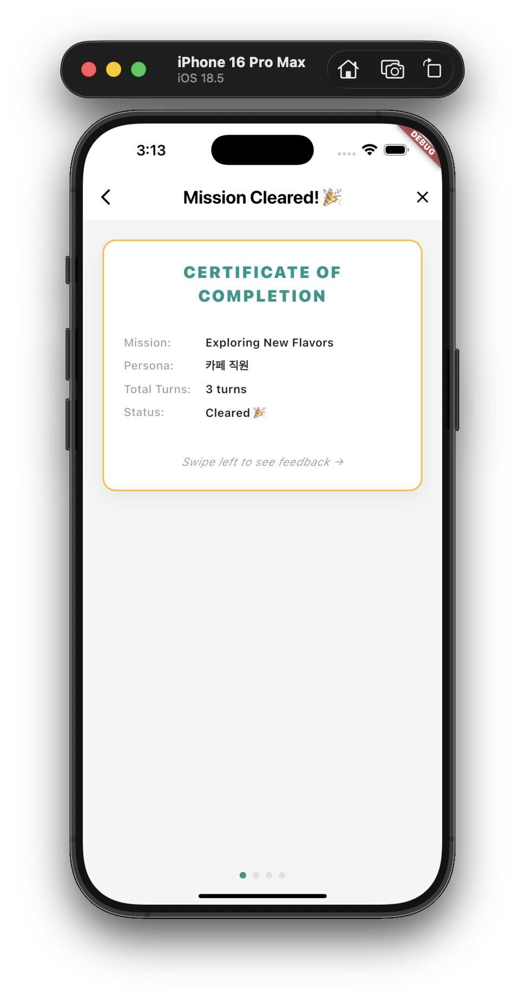 iPhone 16 Pro Max
iOS 18.5
3:13
DEBUG
Mission Cleared! 🎉
CERTIFICATE OF
COMPLETION
Mission: Exploring New Flavors
Persona: 카페 직원
Total Turns: 3 turns
Status: Cleared 🎉
Swipe left to see feedback →